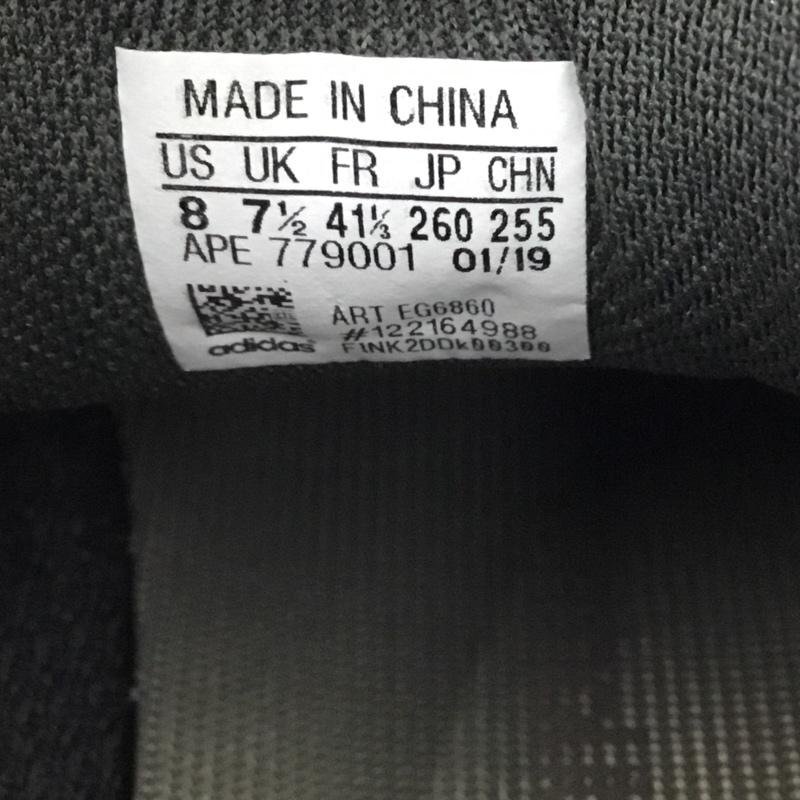 MADE IN CHINA
US UK FR JP CHN
8 7½ 41⅓ 260 255
APE 779001 01/19
ART EG6860
#122164988
adidas F1NK2DDk00300